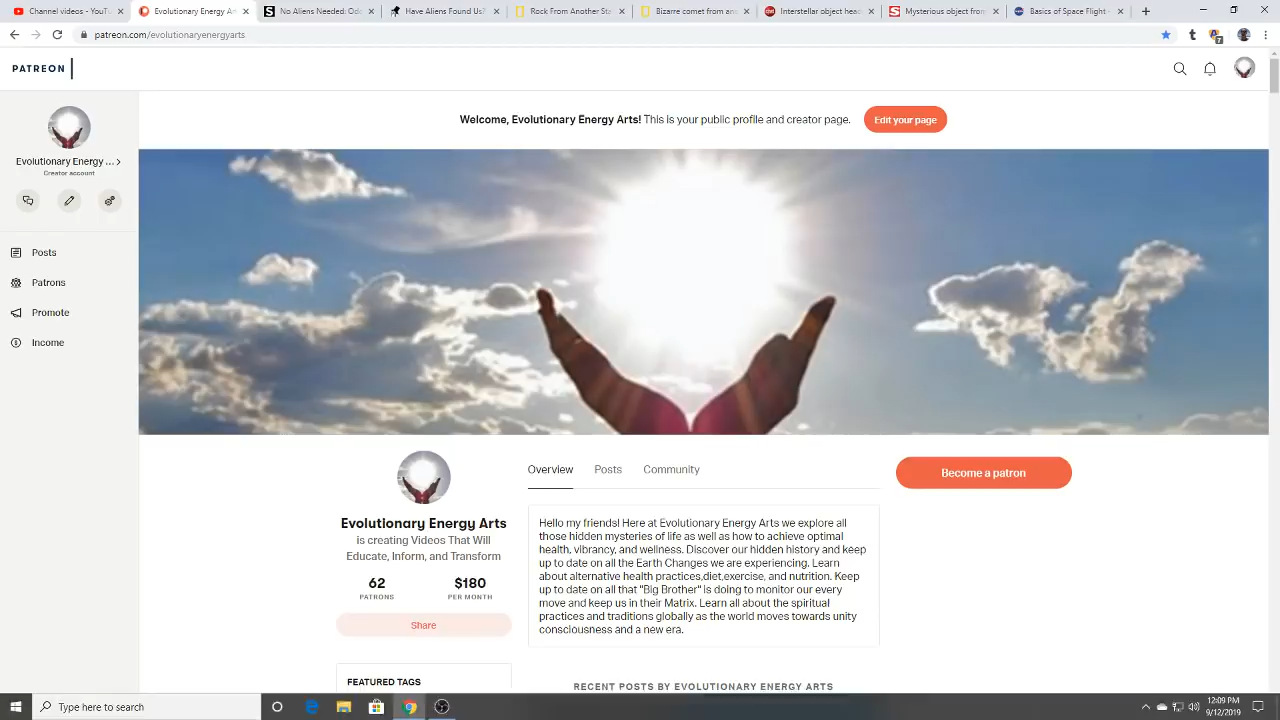 Channel videos - YouTu
Evolutionary Energy Ar
No Aliens Needed: Odd
Have Aliens Found Us?
Rock From Another Sta
Bizarre comet from ano
Interstellar object head
Mysterious object from
Basics of Space Flight -
patreon.com/evolutionaryenergyarts
7
PATREON
Welcome, Evolutionary Energy Arts! This is your public profile and creator page.
Edit your page
Evolutionary Energy ...
Creator account
Posts
Patrons
Promote
Income
Overview
Posts
Community
Become a patron
Evolutionary Energy Arts
is creating Videos That Will
Educate, Inform, and Transform
62
PATRONS
$180
PER MONTH
Share
FEATURED TAGS
Hello my friends! Here at Evolutionary Energy Arts we explore all
those hidden mysteries of life as well as how to achieve optimal
health, vibrancy, and wellness. Discover our hidden history and keep
up to date on all the Earth Changes we are experiencing. Learn
about alternative health practices,diet,exercise, and nutrition. Keep
up to date on all that "Big Brother" is doing to monitor our every
move and keep us in their Matrix. Learn all about the spiritual
practices and traditions globally as the world moves towards unity
consciousness and a new era.
RECENT POSTS BY EVOLUTIONARY ENERGY ARTS
Type here to search
12:09 PM
9/12/2019